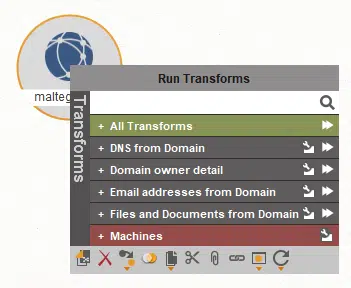 Run Transforms
Transforms
+ All Transforms
+ DNS from Domain
+ Domain owner detail
+ Email addresses from Domain
+ Files and Documents from Domain
+ Machines